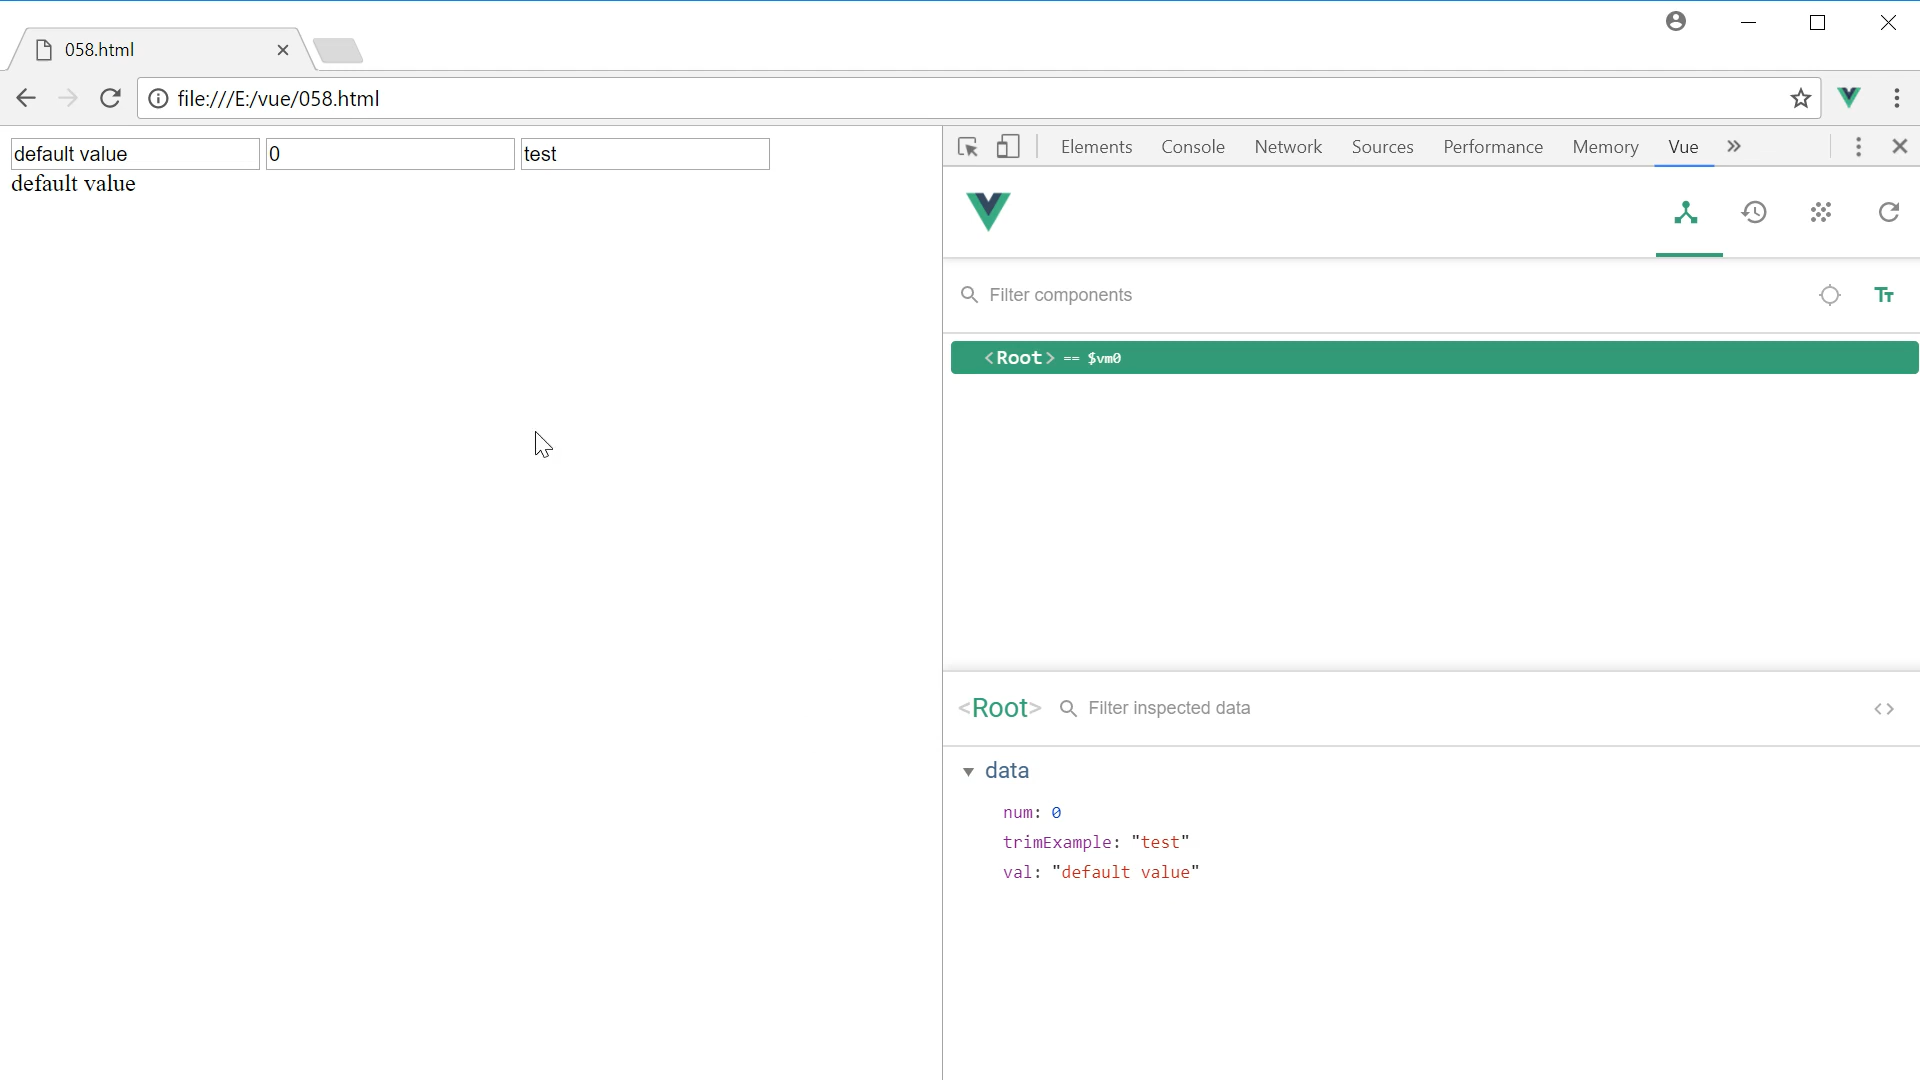 058.html
file:///E:/vue/058.html
default value 0 test
default value
Elements Console Network Sources Performance Memory Vue »
Filter components
Tт
<Root> == $vm0
<Root> Filter inspected data <>
data
num: 0
trimExample: "test"
val: "default value"